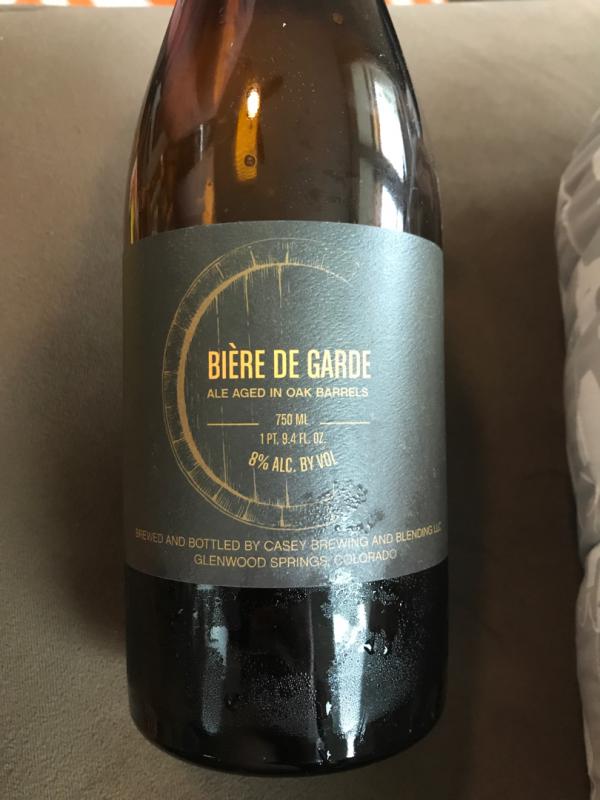 BIÈRE DE GARDE
ALE AGED IN OAK BARRELS
750 ML
1 PT. 9.4 FL. OZ.
8% ALC. BY VOL
BREWED AND BOTTLED BY CASEY BREWING AND BLENDING LLC
GLENWOOD SPRINGS, COLORADO